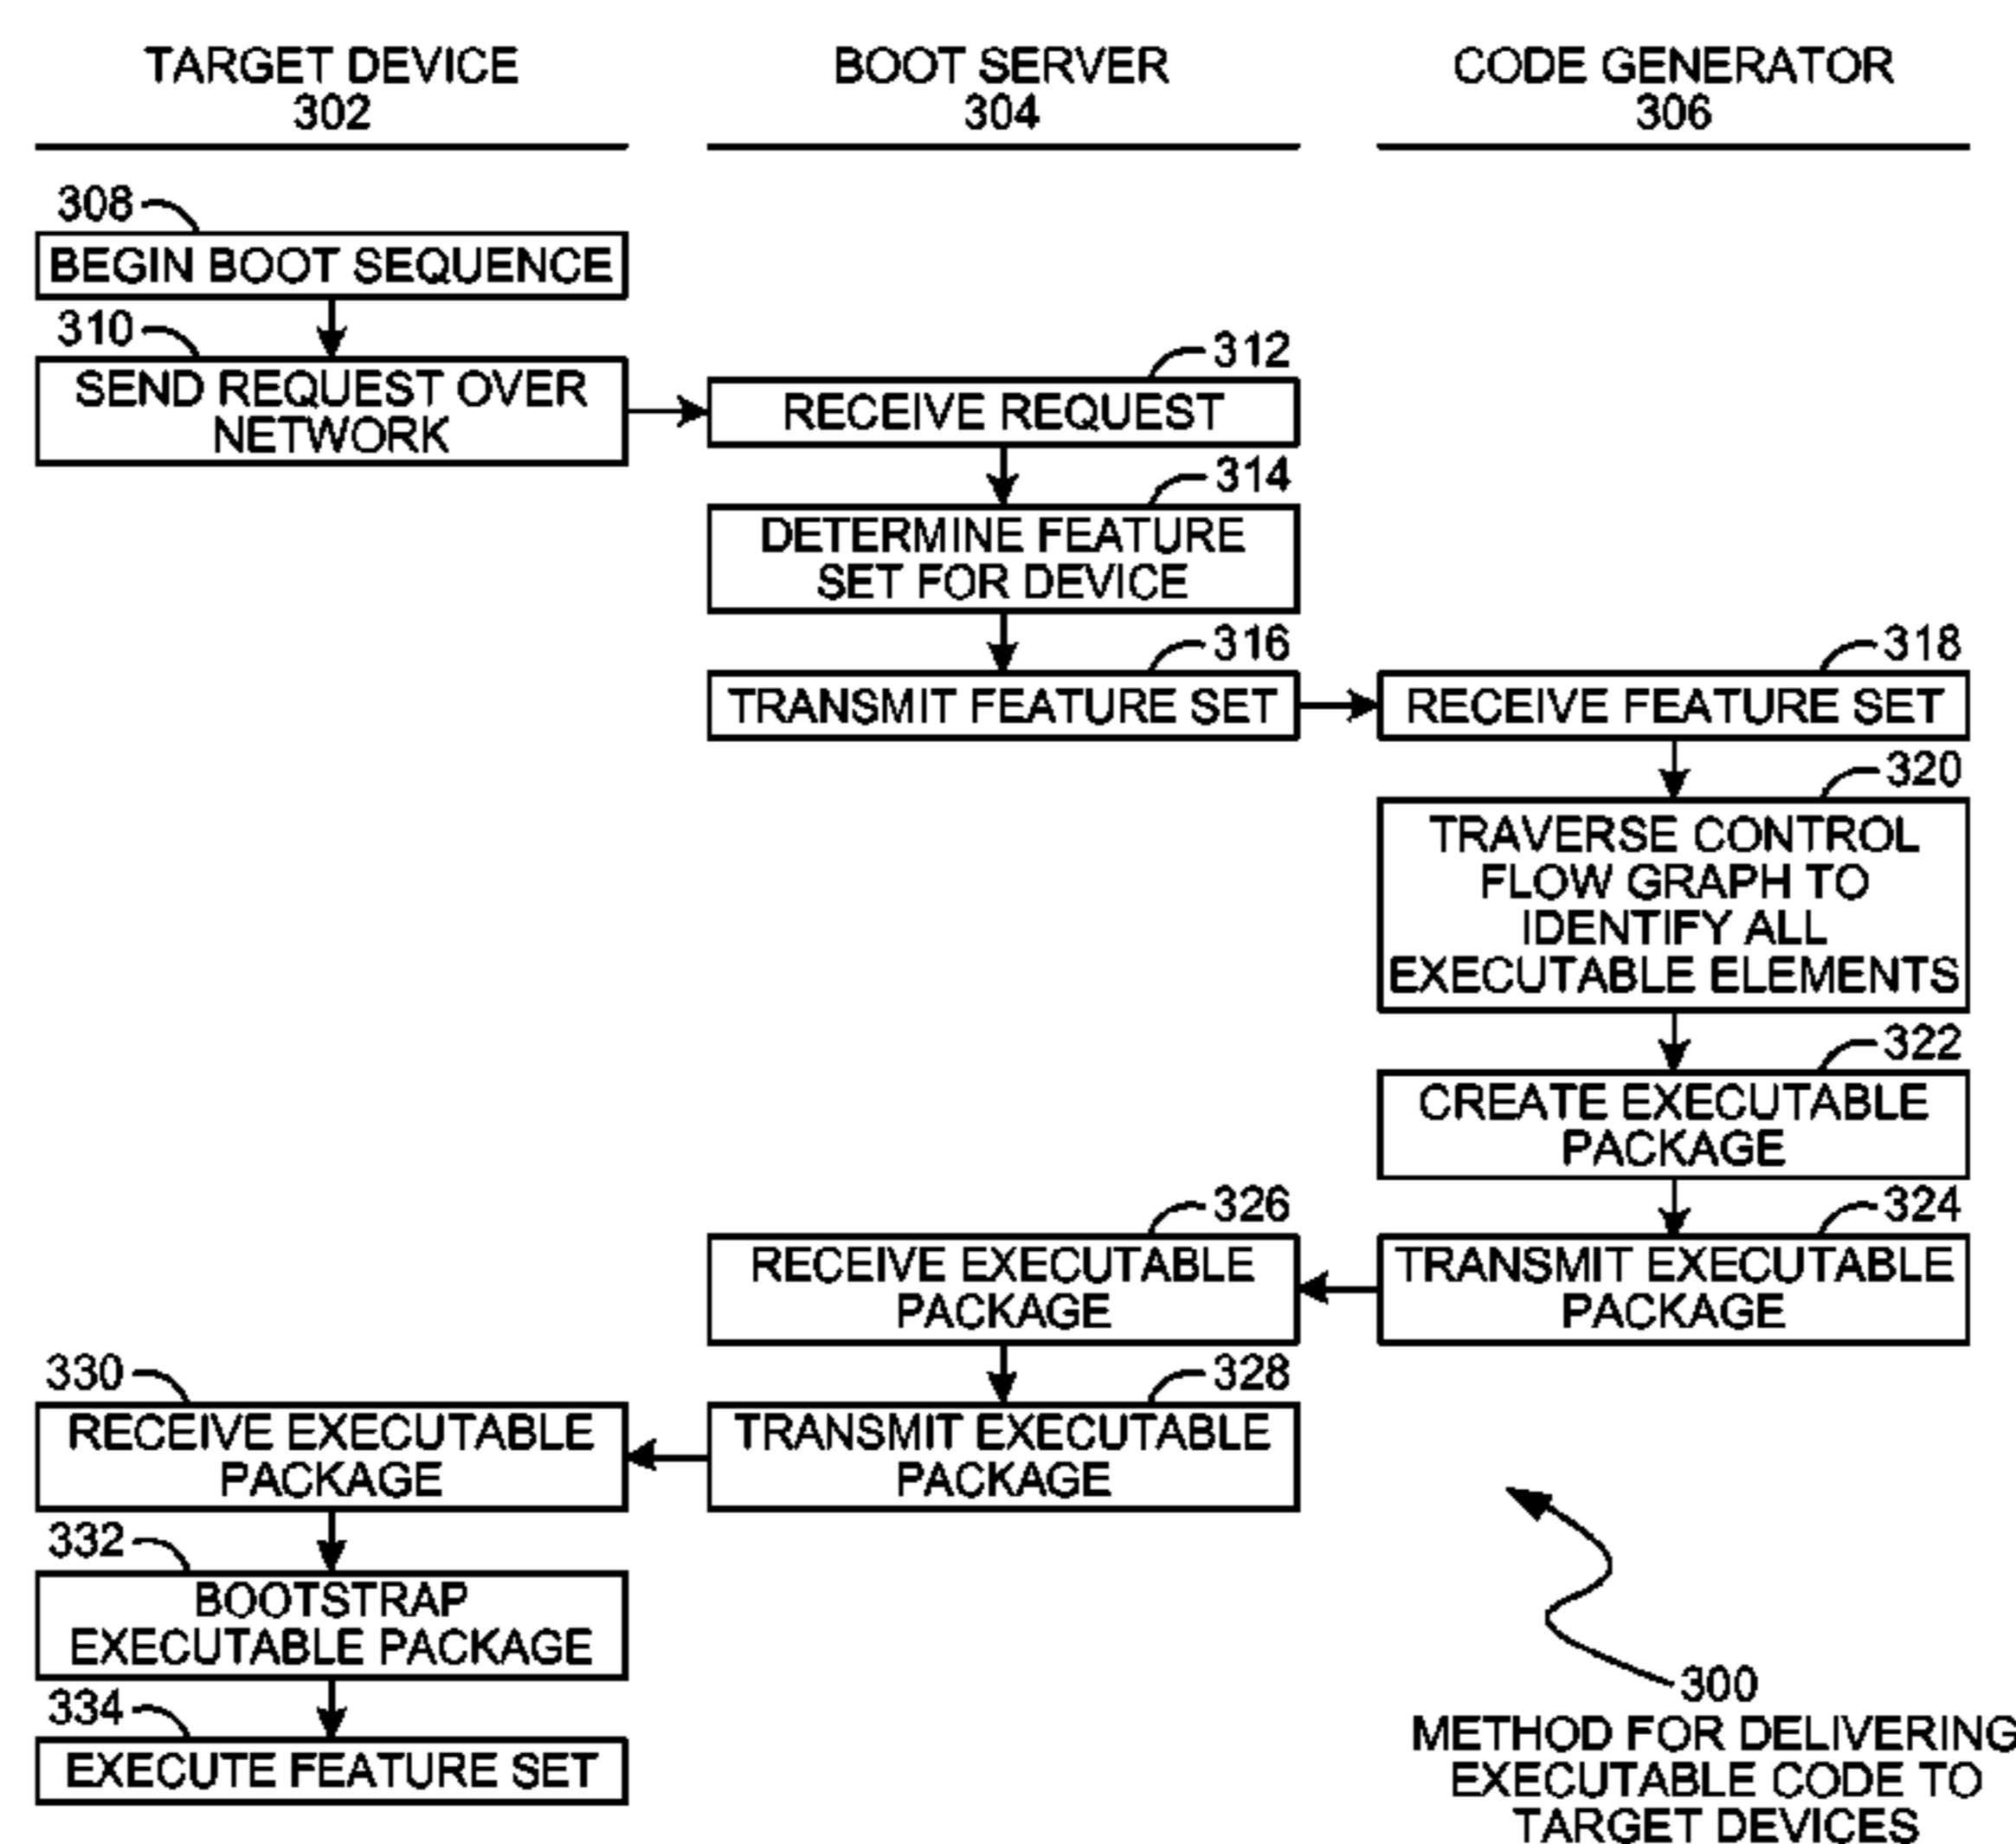 TARGET DEVICE
302
BOOT SERVER
304
CODE GENERATOR
306
308
BEGIN BOOT SEQUENCE
310
SEND REQUEST OVER
NETWORK
312
RECEIVE REQUEST
314
DETERMINE FEATURE
SET FOR DEVICE
316
TRANSMIT FEATURE SET
318
RECEIVE FEATURE SET
320
TRAVERSE CONTROL
FLOW GRAPH TO
IDENTIFY ALL
EXECUTABLE ELEMENTS
322
CREATE EXECUTABLE
PACKAGE
324
TRANSMIT EXECUTABLE
PACKAGE
326
RECEIVE EXECUTABLE
PACKAGE
328
TRANSMIT EXECUTABLE
PACKAGE
330
RECEIVE EXECUTABLE
PACKAGE
332
BOOTSTRAP
EXECUTABLE PACKAGE
334
EXECUTE FEATURE SET
300
METHOD FOR DELIVERING
EXECUTABLE CODE TO
TARGET DEVICES